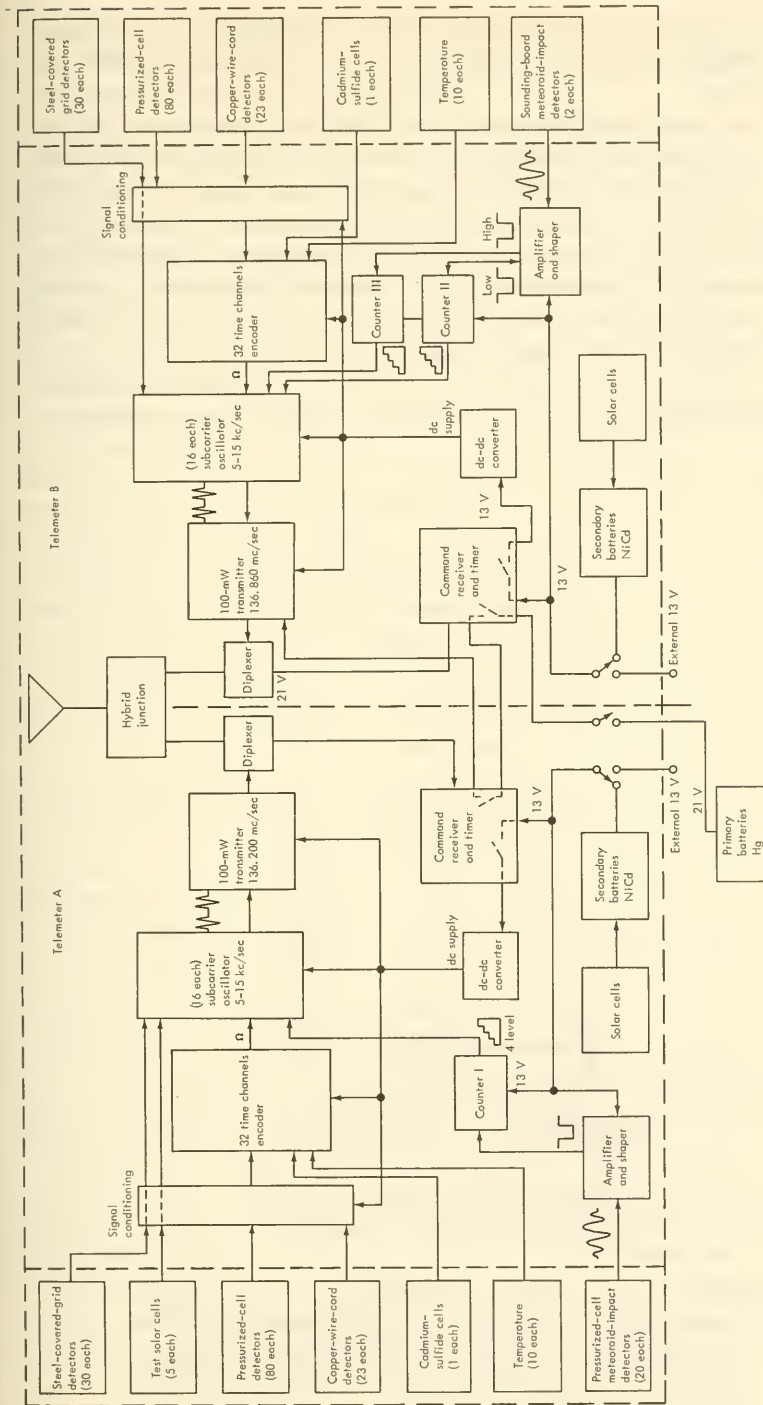 Telemeter A
Telemeter B
Steel-covered-grid
detectors
(30 each)
Test solar cells
(5 each)
Pressurized-cell
detectors
(80 each)
Copper-wire-cord
detectors
(23 each)
Cadmium-
sulfide cells
(1 each)
Temperature
(10 each)
Pressurized-cell
meteoroid-impact
detectors
(20 each)
Signal
conditioning
32 time channels
encoder
Ω
(16 each)
subcarrier
oscillator
5-15 kc/sec
100-mW
transmitter
136.200 mc/sec
Diplexer
Hybrid
junction
Counter I
4 level
13 V
Amplifier
and shaper
dc supply
dc-dc
converter
Command
receiver
and timer
13 V
Solar cells
Secondary
batteries
NiCd
External 13 V
21 V
Primary
batteries
Hg
Diplexer
21 V
100-mW
transmitter
136.860 mc/sec
(16 each)
subcarrier
oscillator
5-15 kc/sec
Ω
32 time channels
encoder
Signal
conditioning
Counter III
Counter II
High
Low
Amplifier
and shaper
dc supply
dc-dc
converter
13 V
Command
receiver
and timer
13 V
Secondary
batteries
NiCd
Solar cells
External 13 V
Steel-covered
grid detectors
(30 each)
Pressurized-cell
detectors
(80 each)
Copper-wire-cord
detectors
(23 each)
Cadmium-
sulfide cells
(1 each)
Temperature
(10 each)
Sounding-board
meteoroid-impact
detectors
(2 each)